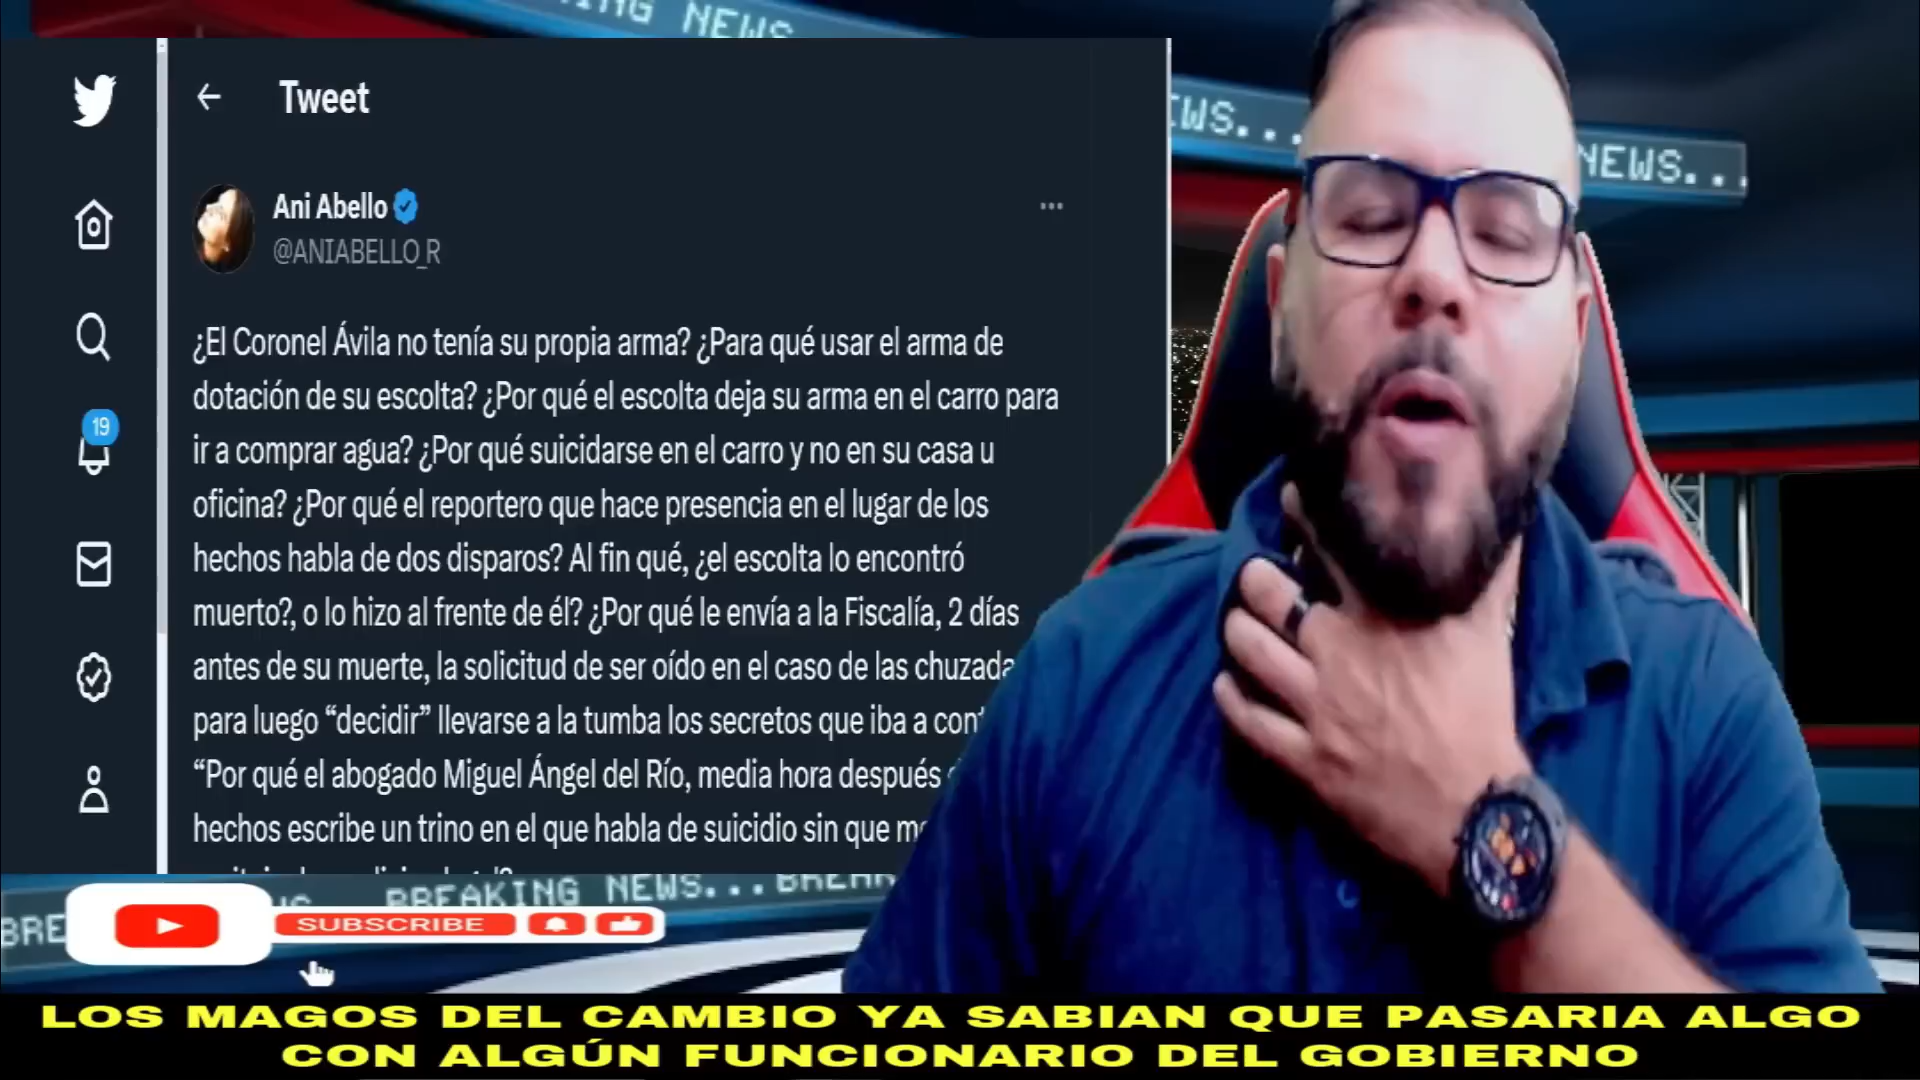 NEWS
NEWS...
Tweet
Ani Abello
@ANIABELLO_R
¿El Coronel Ávila no tenía su propia arma? ¿Para qué usar el arma de
dotación de su escolta? ¿Por qué el escolta deja su arma en el carro para
ir a comprar agua? ¿Por qué suicidarse en el carro y no en su casa u
oficina? ¿Por qué el reportero que hace presencia en el lugar de los
hechos habla de dos disparos? Al fin qué, ¿el escolta lo encontró
muerto?, o lo hizo al frente de él? ¿Por qué le envía a la Fiscalía, 2 días
antes de su muerte, la solicitud de ser oído en el caso de las
para luego “decidir” llevarse a la tumba los secretos que iba a
“Por qué el abogado Miguel Ángel del Río, media hora después
hechos escribe un trino en el que habla de suicidio sin que
19
BREAKING NEWS...
SUBSCRIBE
LOS MAGOS DEL CAMBIO YA SABIAN QUE PASARIA ALGO
CON ALGÚN FUNCIONARIO DEL GOBIERNO